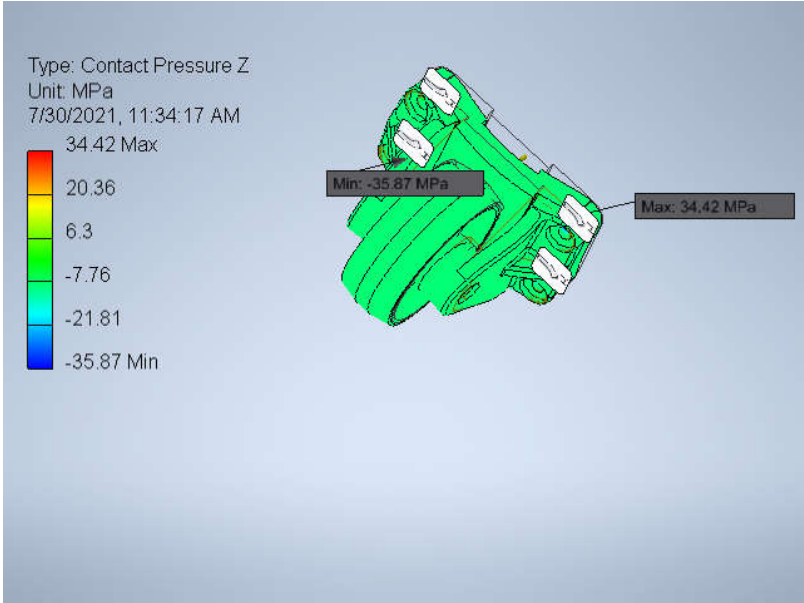 Type: Contact Pressure Z
Unit: MPa
7/30/2021, 11:34:17 AM
34.42 Max
20.36
6.3
-7.76
-21.81
-35.87 Min
Min: -35.87 MPa
Max: 34,42 MPa